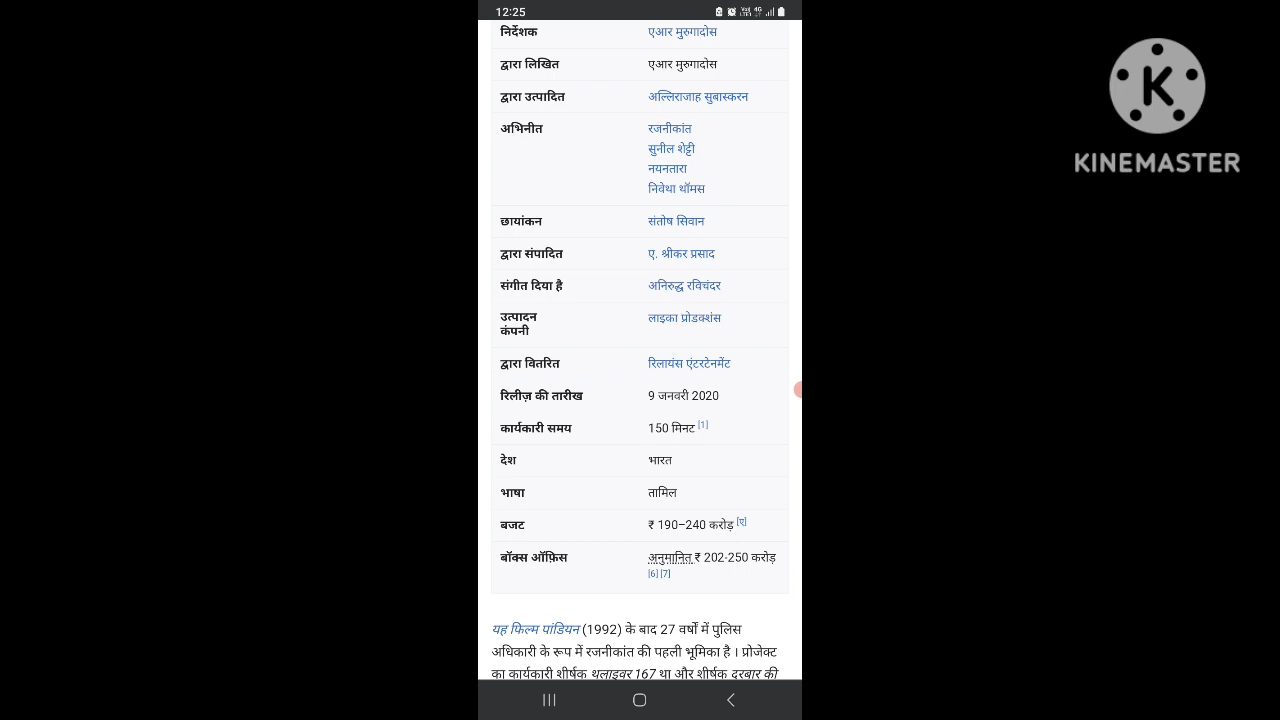 12:25
निर्देशक एआर मुरुगादोस
द्वारा लिखित एआर मुरुगादोस
द्वारा उत्पादित अल्लिराजाह सुबास्करन
अभिनीत रजनीकांत
सुनील शेट्टी
नयनतारा
निवेथा थॉमस
छायांकन संतोष सिवान
द्वारा संपादित ए. श्रीकर प्रसाद
संगीत दिया है अनिरुद्ध रविचंदर
उत्पादन
कंपनी लाइका प्रोडक्शंस
द्वारा वितरित रिलायंस एंटरटेनमेंट
रिलीज़ की तारीख 9 जनवरी 2020
कार्यकारी समय 150 मिनट [1]
देश भारत
भाषा तामिल
बजट ₹ 190–240 करोड़ [ए]
बॉक्स ऑफ़िस अनुमानित ₹ 202-250 करोड़
[6] [7]
यह फिल्म पांडियन (1992) के बाद 27 वर्षों में पुलिस
अधिकारी के रूप में रजनीकांत की पहली भूमिका है । प्रोजेक्ट
का कार्यकारी शीर्षक थलाइवर 167 था और शीर्षक दरबार की
K
KINEMASTER